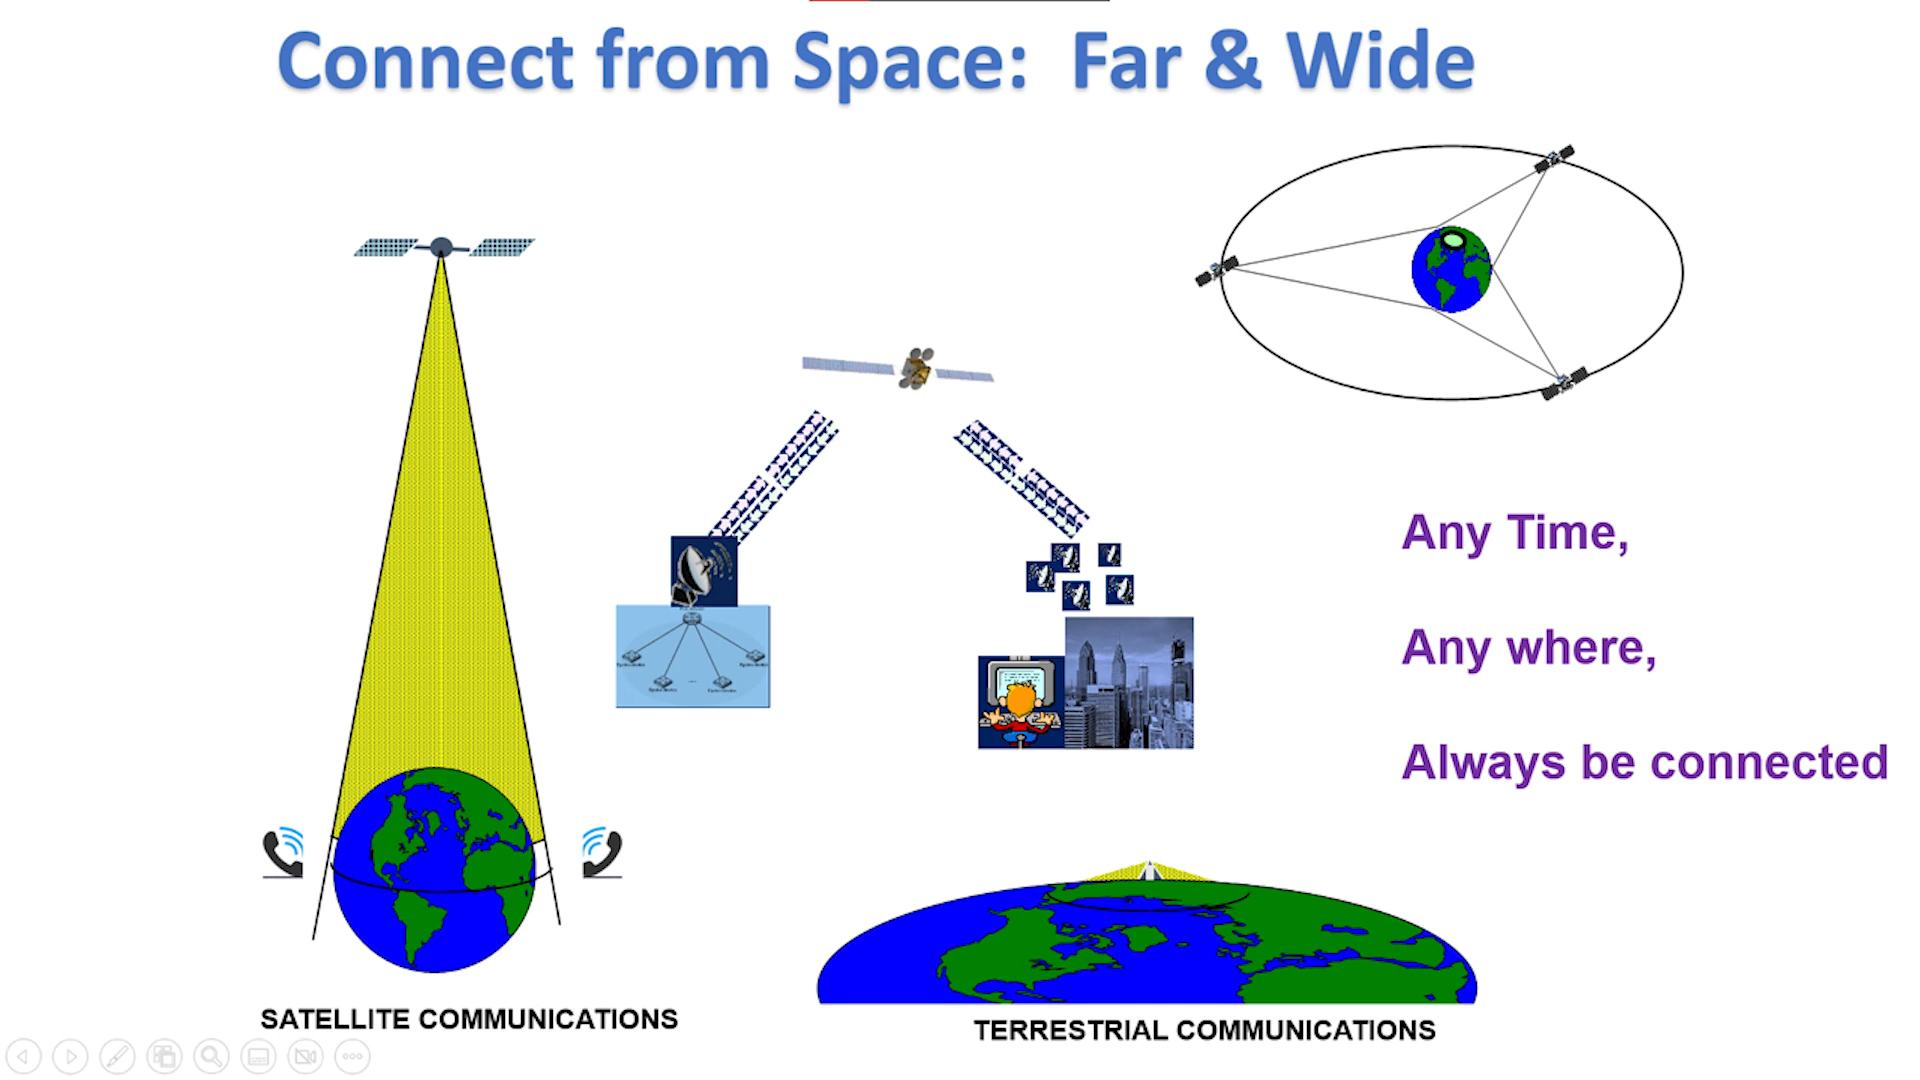 Connect from Space: Far & Wide
Any Time,
Any where,
Always be connected
SATELLITE COMMUNICATIONS
TERRESTRIAL COMMUNICATIONS